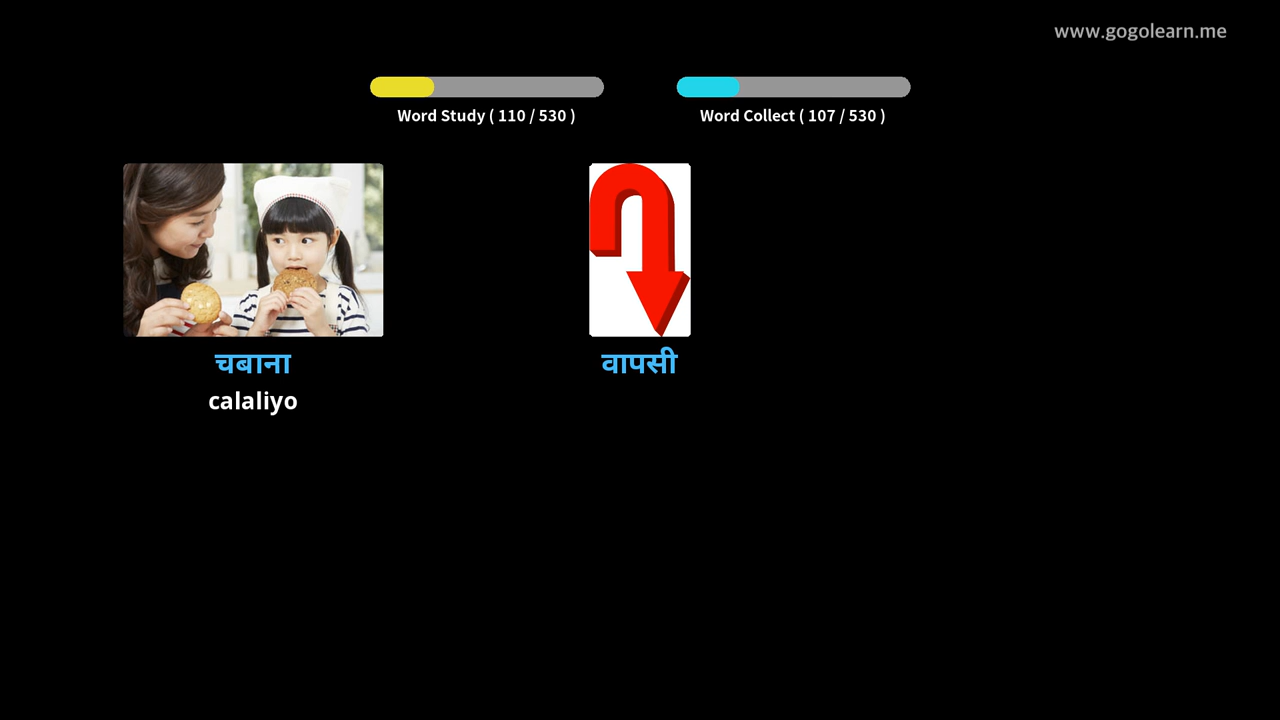 www.gogolearn.me
Word Study ( 110 / 530 )
Word Collect ( 107 / 530 )
चबाना
calaliyo
वापसी